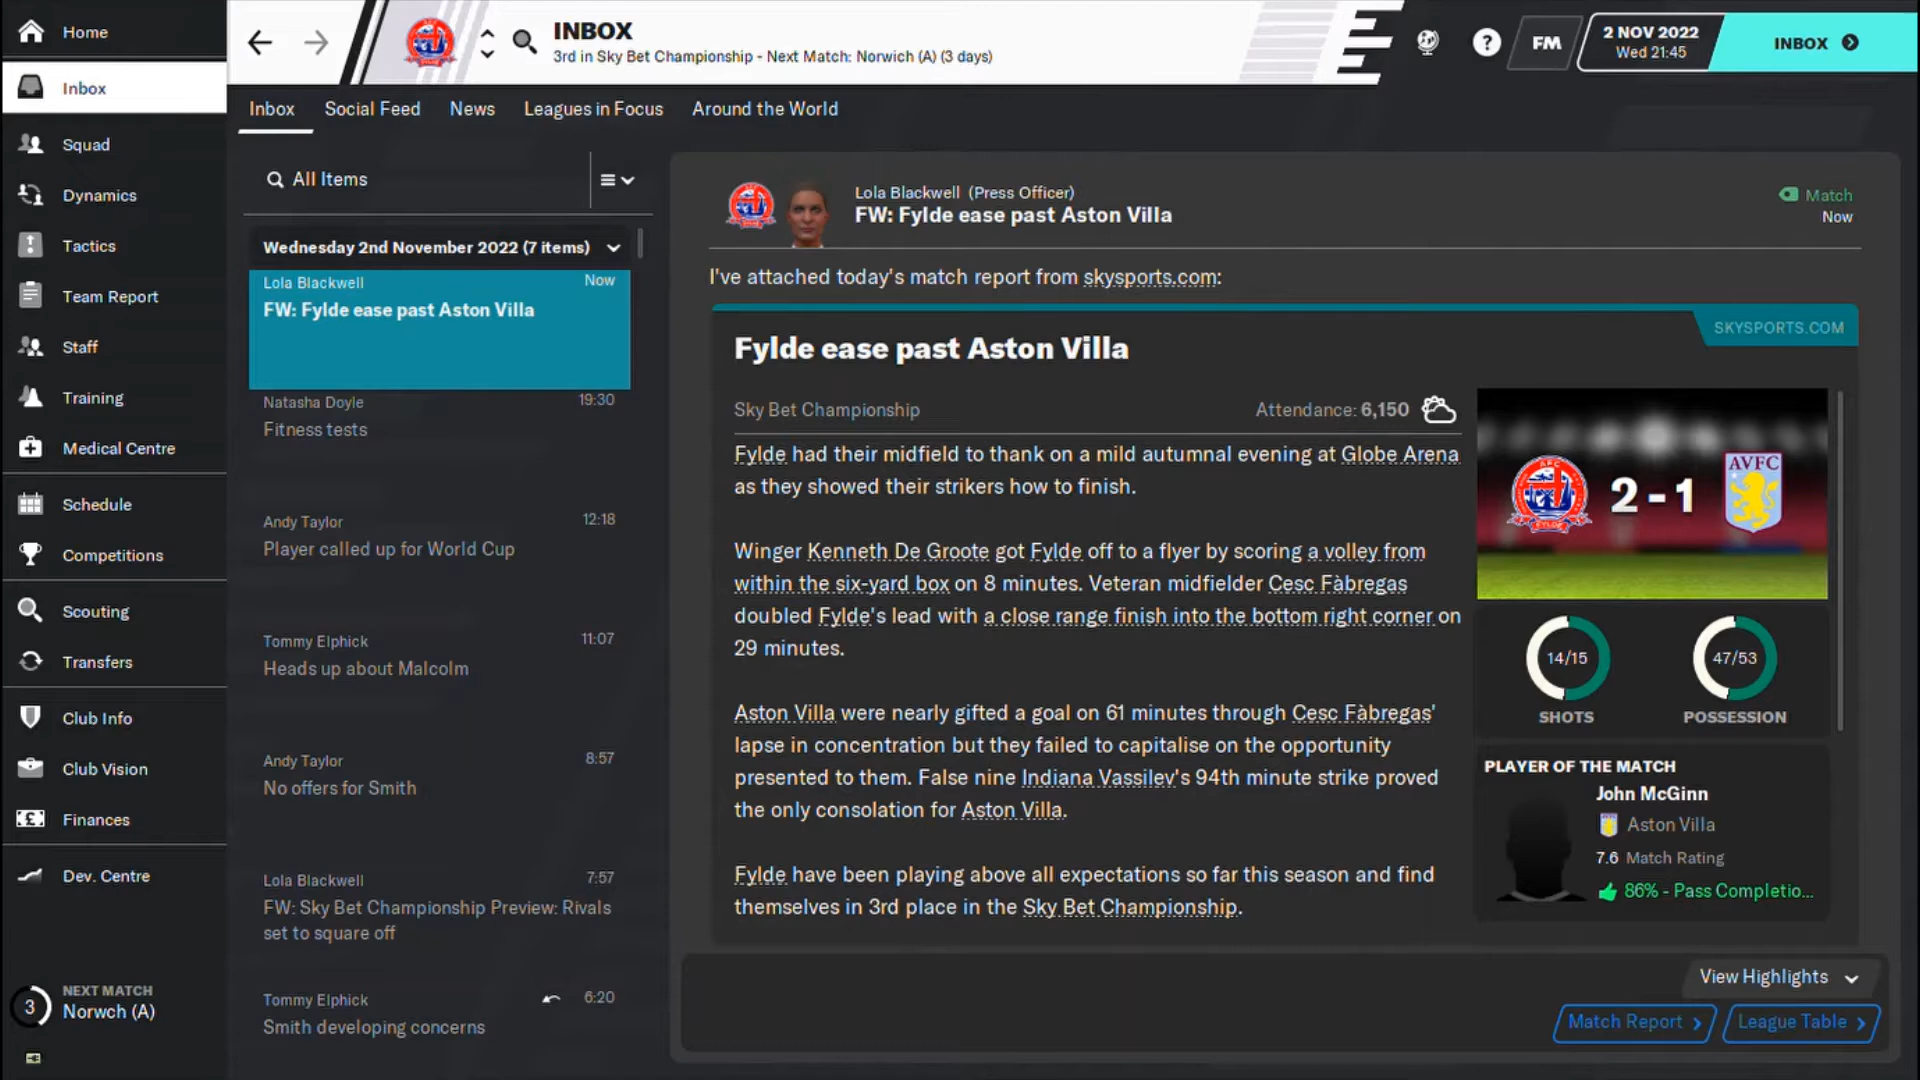 Home
Inbox
Squad
Dynamics
Tactics
Team Report
Staff
Training
Medical Centre
Schedule
Competitions
Scouting
Transfers
Club Info
Club Vision
Finances
Dev. Centre
3
NEXT MATCH
Norwch (A)
INBOX
3rd in Sky Bet Championship - Next Match: Norwich (A) (3 days)
?
FM
2 NOV 2022
Wed 21:45
INBOX
Inbox Social Feed News Leagues in Focus Around the World
All Items
Wednesday 2nd November 2022 (7 items)
Lola Blackwell Now
FW: Fylde ease past Aston Villa
Natasha Doyle 19:30
Fitness tests
Andy Taylor 12:18
Player called up for World Cup
Tommy Elphick 11:07
Heads up about Malcolm
Andy Taylor 8:57
No offers for Smith
Lola Blackwell 7:57
FW: Sky Bet Championship Preview: Rivals
set to square off
Tommy Elphick 6:20
Smith developing concerns
Lola Blackwell (Press Officer)
FW: Fylde ease past Aston Villa
Match
Now
I've attached today's match report from skysports.com:
SKYSPORTS.COM
Fylde ease past Aston Villa
Sky Bet Championship Attendance: 6,150
Fylde had their midfield to thank on a mild autumnal evening at Globe Arena
as they showed their strikers how to finish.
Winger Kenneth De Groote got Fylde off to a flyer by scoring a volley from
within the six-yard box on 8 minutes. Veteran midfielder Cesc Fàbregas
doubled Fylde's lead with a close range finish into the bottom right corner on
29 minutes.
Aston Villa were nearly gifted a goal on 61 minutes through Cesc Fàbregas'
lapse in concentration but they failed to capitalise on the opportunity
presented to them. False nine Indiana Vassilev's 94th minute strike proved
the only consolation for Aston Villa.
Fylde have been playing above all expectations so far this season and find
themselves in 3rd place in the Sky Bet Championship.
2 - 1
AVFC
14/15
SHOTS
47/53
POSSESSION
PLAYER OF THE MATCH
John McGinn
Aston Villa
7.6 Match Rating
86% - Pass Completio...
View Highlights
Match Report
League Table